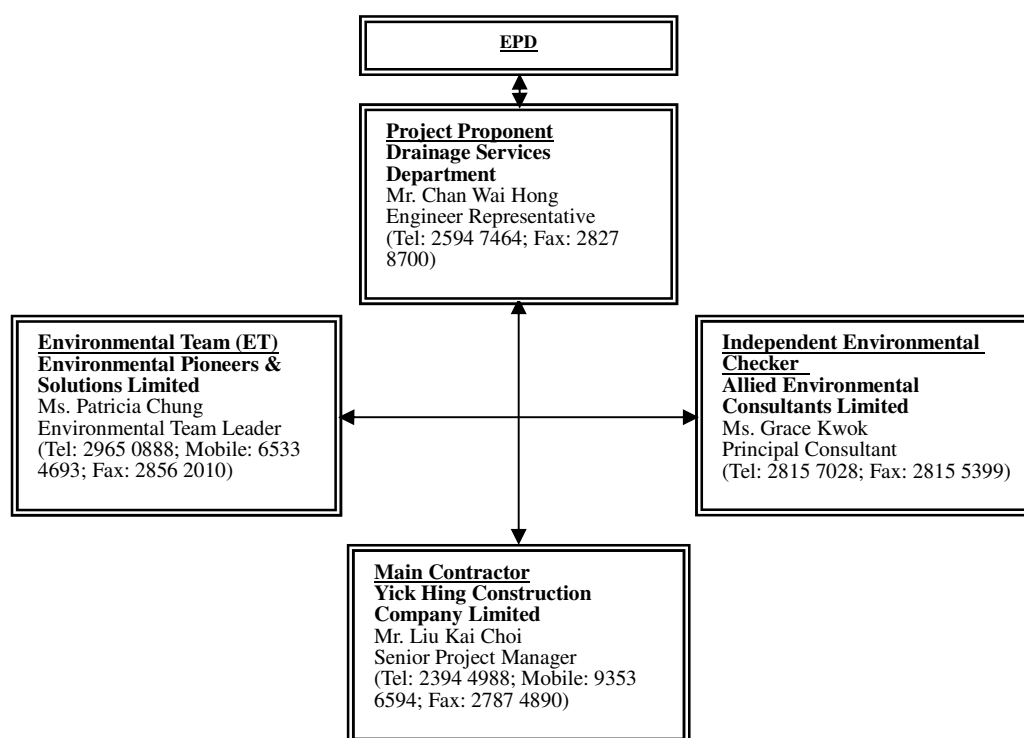 EPD
Project Proponent
Drainage Services
Department
Mr. Chan Wai Hong
Engineer Representative
(Tel: 2594 7464; Fax: 2827
8700)
Environmental Team (ET)
Environmental Pioneers &
Solutions Limited
Ms. Patricia Chung
Environmental Team Leader
(Tel: 2965 0888; Mobile: 6533
4693; Fax: 2856 2010)
Independent Environmental
Checker
Allied Environmental
Consultants Limited
Ms. Grace Kwok
Principal Consultant
(Tel: 2815 7028; Fax: 2815 5399)
Main Contractor
Yick Hing Construction
Company Limited
Mr. Liu Kai Choi
Senior Project Manager
(Tel: 2394 4988; Mobile: 9353
6594; Fax: 2787 4890)